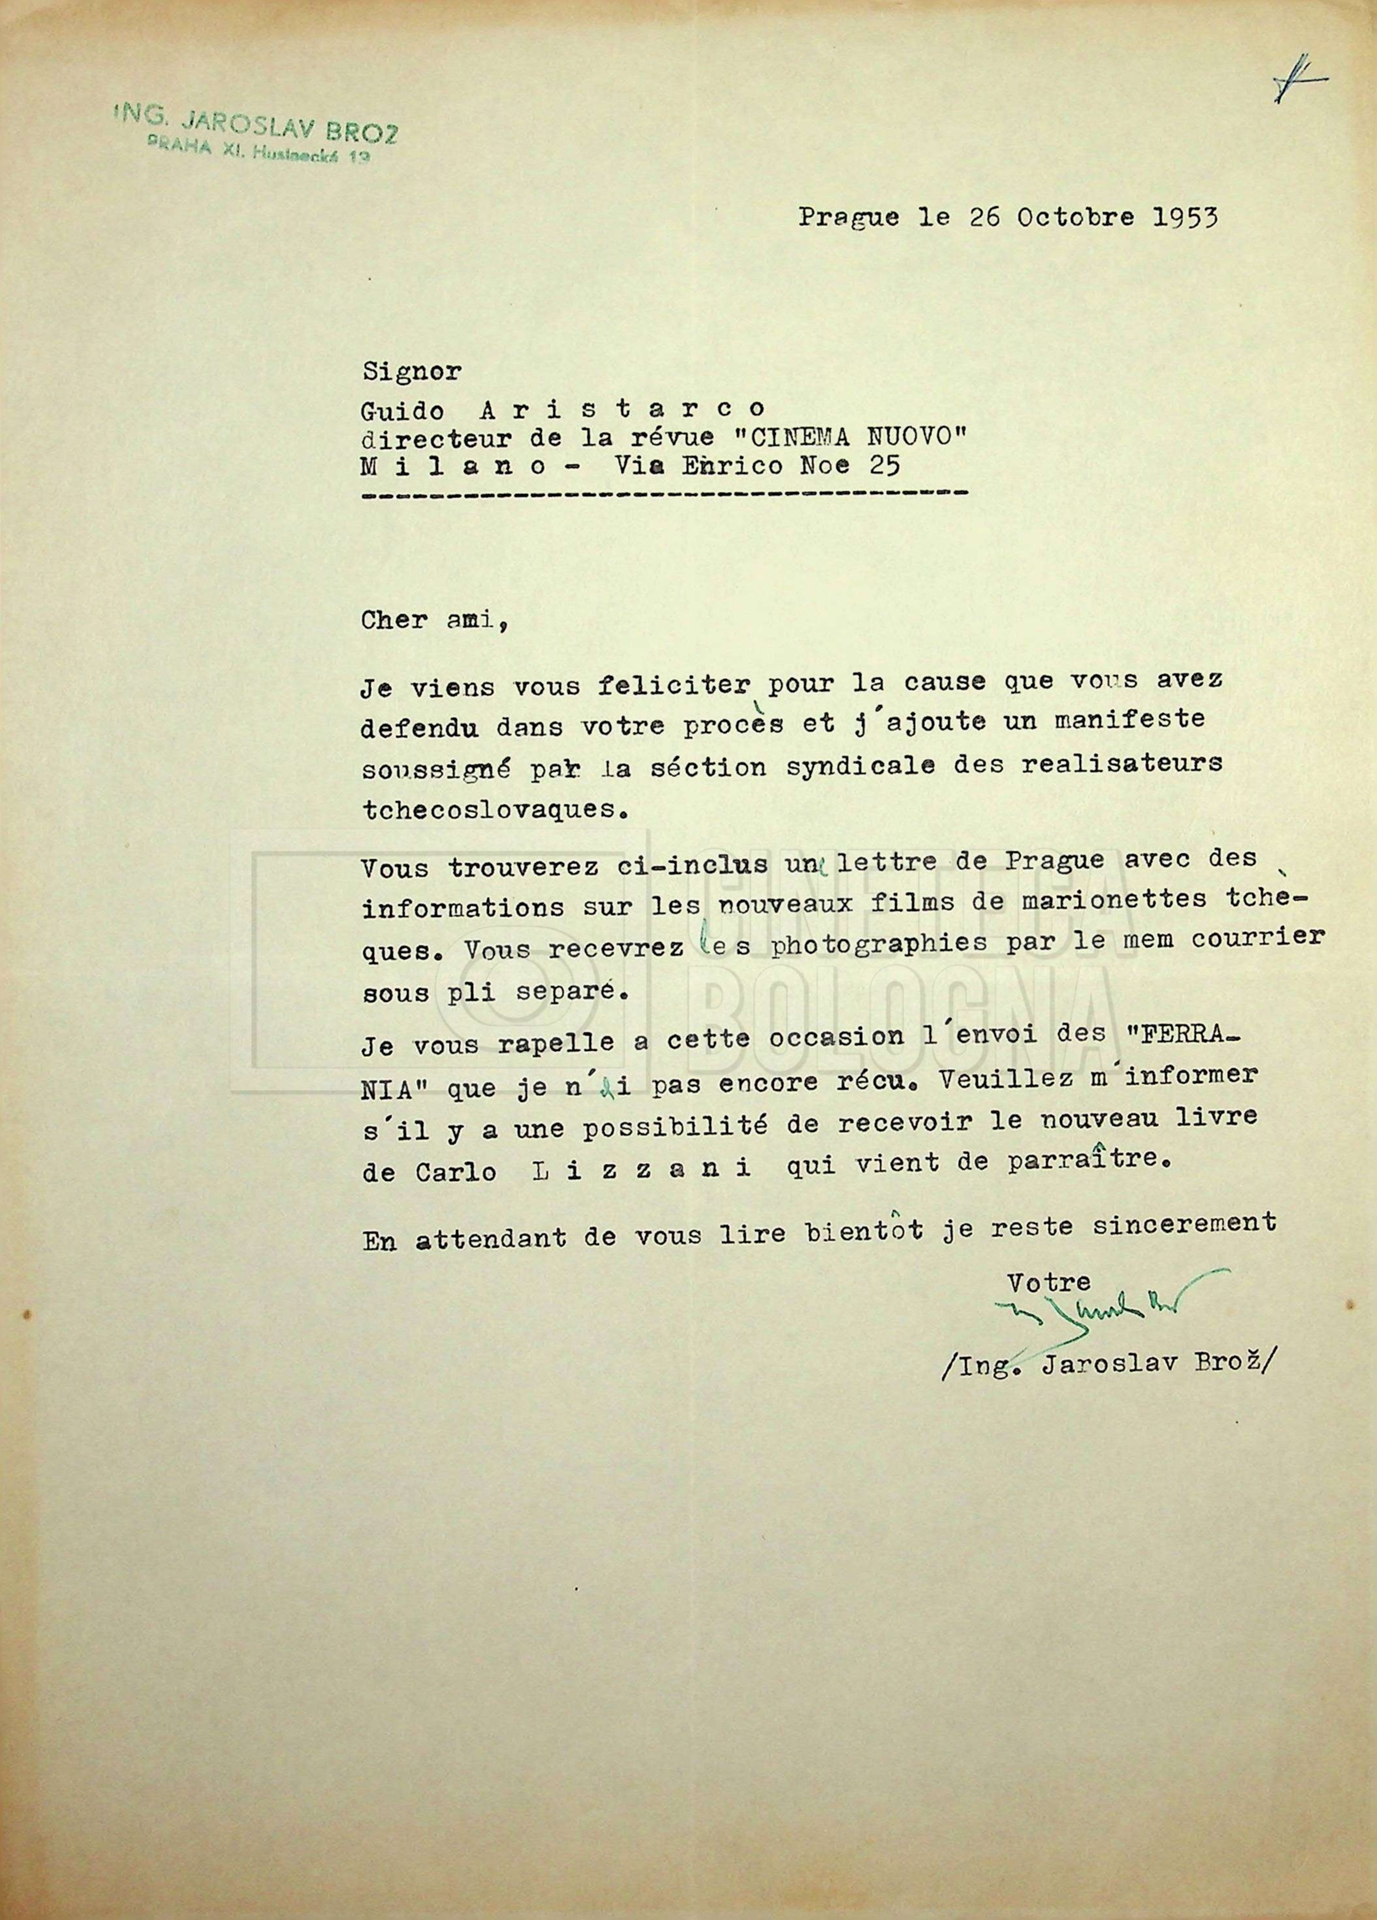 ING. JAROSLAV BROŽ
PRAHA XI. Husinecká 13
Prague le 26 Octobre 1953
Signor
Guido A r i s t a r c o
directeur de la révue "CINEMA NUOVO"
M i l a n o - Via Enrico Noe 25
Cher ami,
Je viens vous feliciter pour la cause que vous avez
defendu dans votre procès et j´ajoute un manifeste
soussigné par la séction syndicale des realisateurs
tchecoslovaques.
Vous trouverez ci-inclus une lettre de Prague avec des
informations sur les nouveaux films de marionettes tchè-
ques. Vous recevrez les photographies par le mem courrier
sous pli separé.
Je vous rapelle a cette occasion l´envoi des "FERRA-
NIA" que je n´ai pas encore récu. Veuillez m´informer
s´il y a une possibilité de recevoir le nouveau livre
de Carlo L i z z a n i qui vient de parraître.
En attendant de vous lire bientôt je reste sincerement
Votre
/Ing. Jaroslav Brož/
CINETECA
BOLOGNA